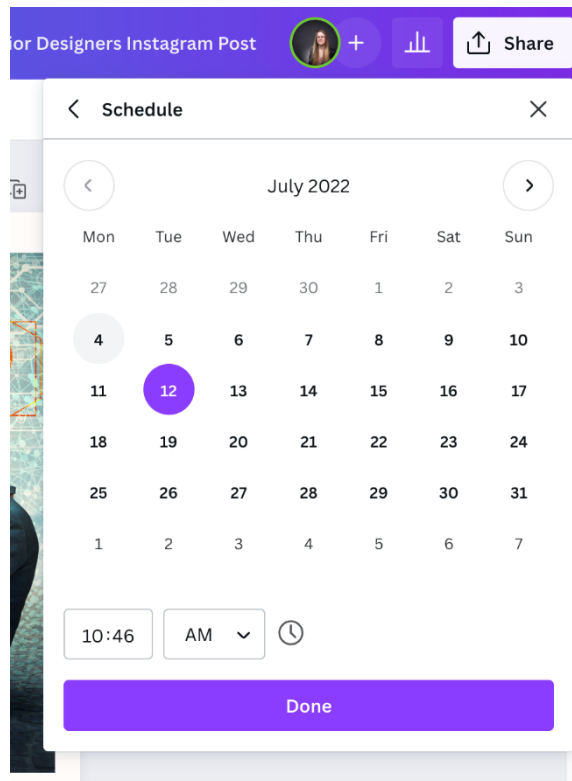 ior Designers Instagram Post
Share
Schedule
July 2022
Mon Tue Wed Thu Fri Sat Sun
27 28 29 30 1 2 3
4 5 6 7 8 9 10
11 12 13 14 15 16 17
18 19 20 21 22 23 24
25 26 27 28 29 30 31
1 2 3 4 5 6 7
10:46 AM
Done